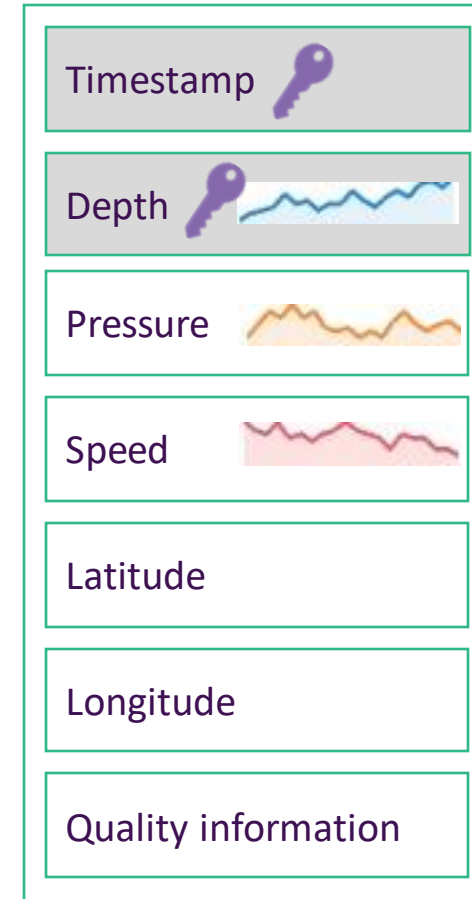 Timestamp
Depth
Pressure
Speed
Latitude
Longitude
Quality information